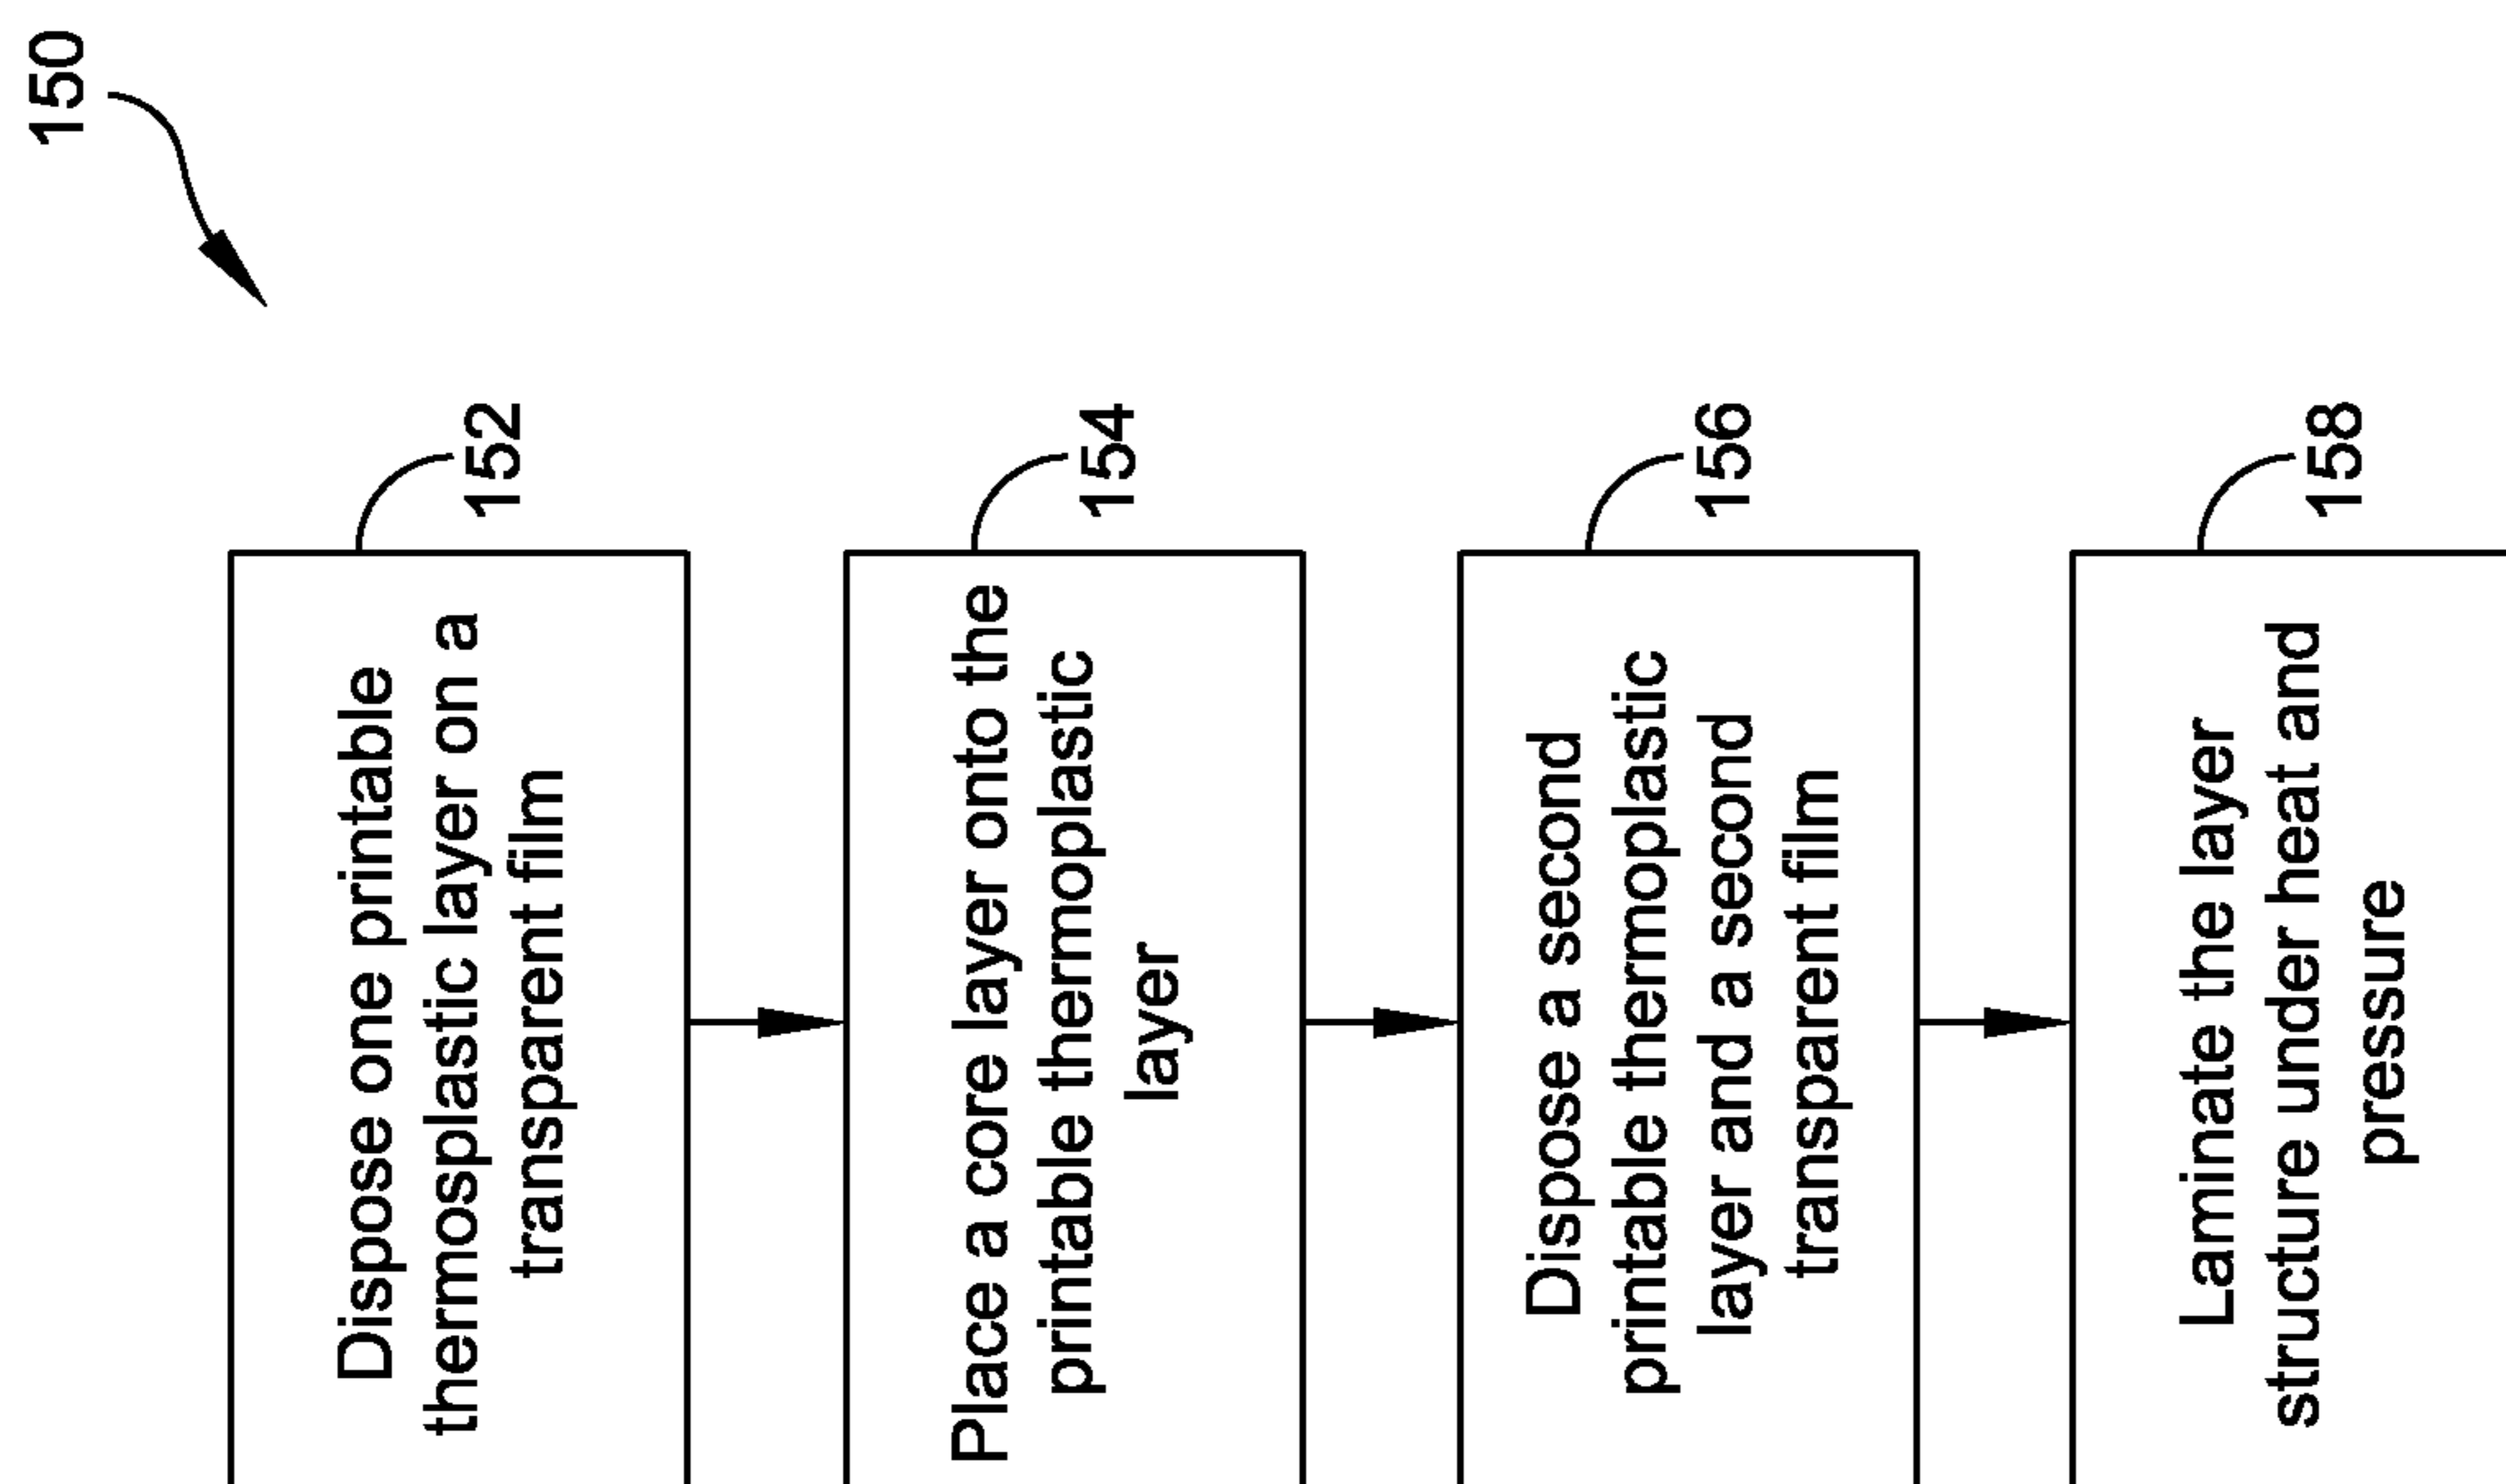 150
Dispose one printable
thermosplastic layer on a
transparent film
152
Place a core layer onto the
printable thermoplastic
layer
154
Dispose a second
printable thermoplastic
layer and a second
transparent film
156
Laminate the layer
structure under heat and
pressure
158